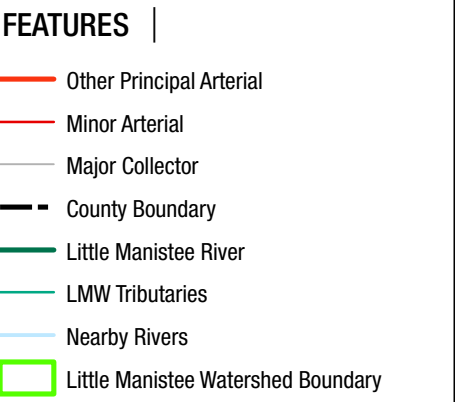 FEATURES
Other Principal Arterial
Minor Arterial
Major Collector
County Boundary
Little Manistee River
LMW Tributaries
Nearby Rivers
Little Manistee Watershed Boundary